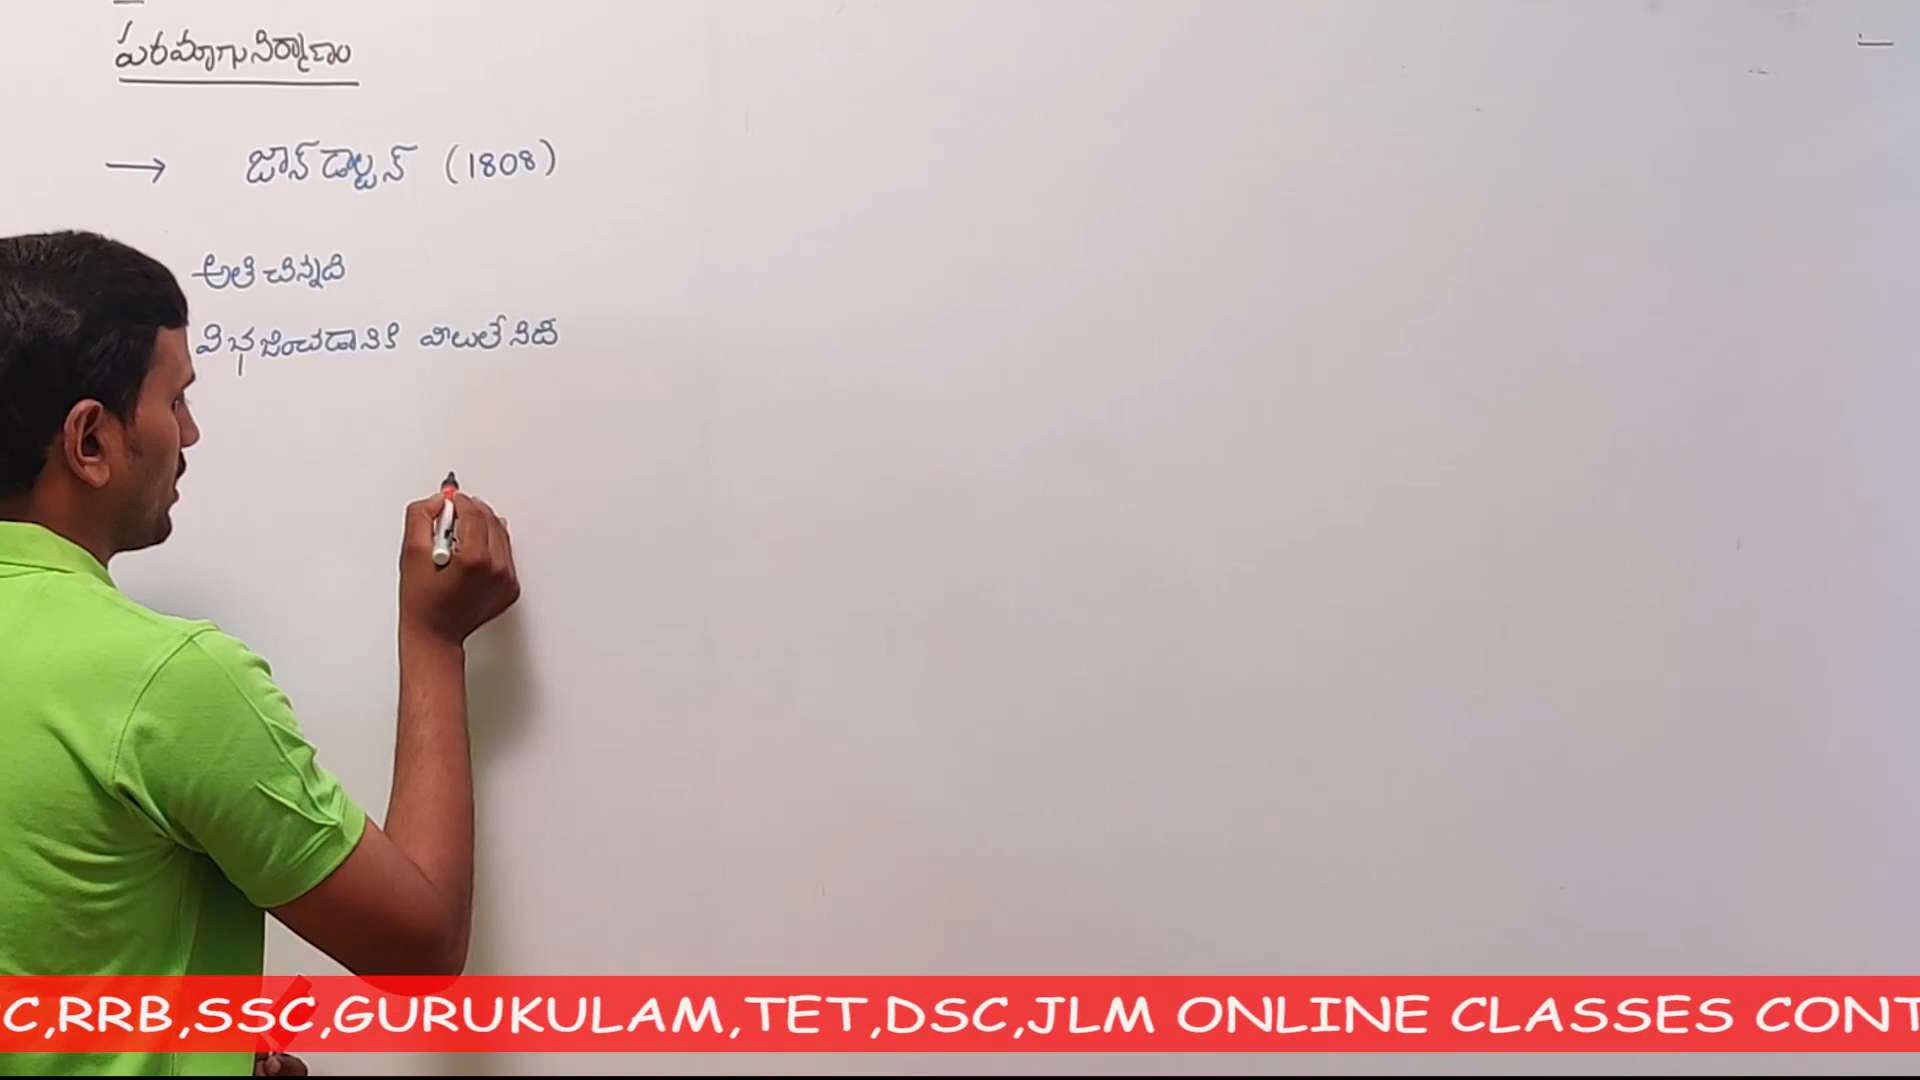 పరమాణు నిర్మాణం
→ జాన్ డాల్టన్ (1808)
అతి చిన్నది
విభజించడానికి వీలులేనిది
C,RRB,SSC,GURUKULAM,TET,DSC,JLM ONLINE CLASSES CONT